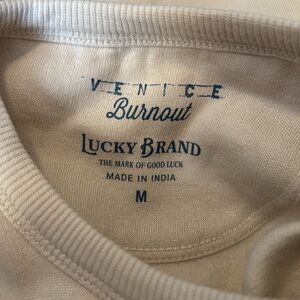 VENICE
Burnout
LUCKY BRAND
THE MARK OF GOOD LUCK
MADE IN INDIA
M